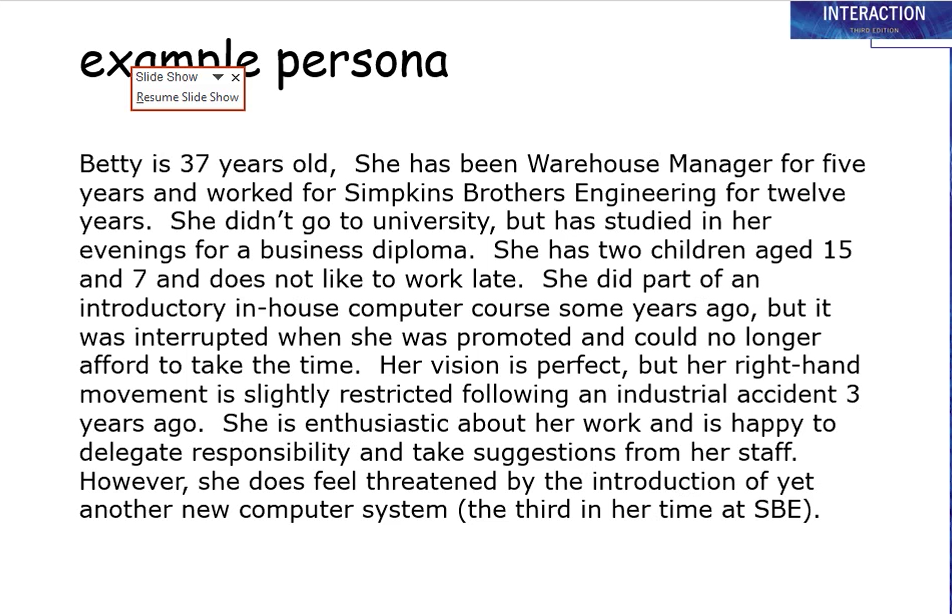 INTERACTION
THIRD EDITION
example persona
Slide Show
Resume Slide Show
Betty is 37 years old,  She has been Warehouse Manager for five
years and worked for Simpkins Brothers Engineering for twelve
years.  She didn’t go to university, but has studied in her
evenings for a business diploma.  She has two children aged 15
and 7 and does not like to work late.  She did part of an
introductory in-house computer course some years ago, but it
was interrupted when she was promoted and could no longer
afford to take the time.  Her vision is perfect, but her right-hand
movement is slightly restricted following an industrial accident 3
years ago.  She is enthusiastic about her work and is happy to
delegate responsibility and take suggestions from her staff.
However, she does feel threatened by the introduction of yet
another new computer system (the third in her time at SBE).